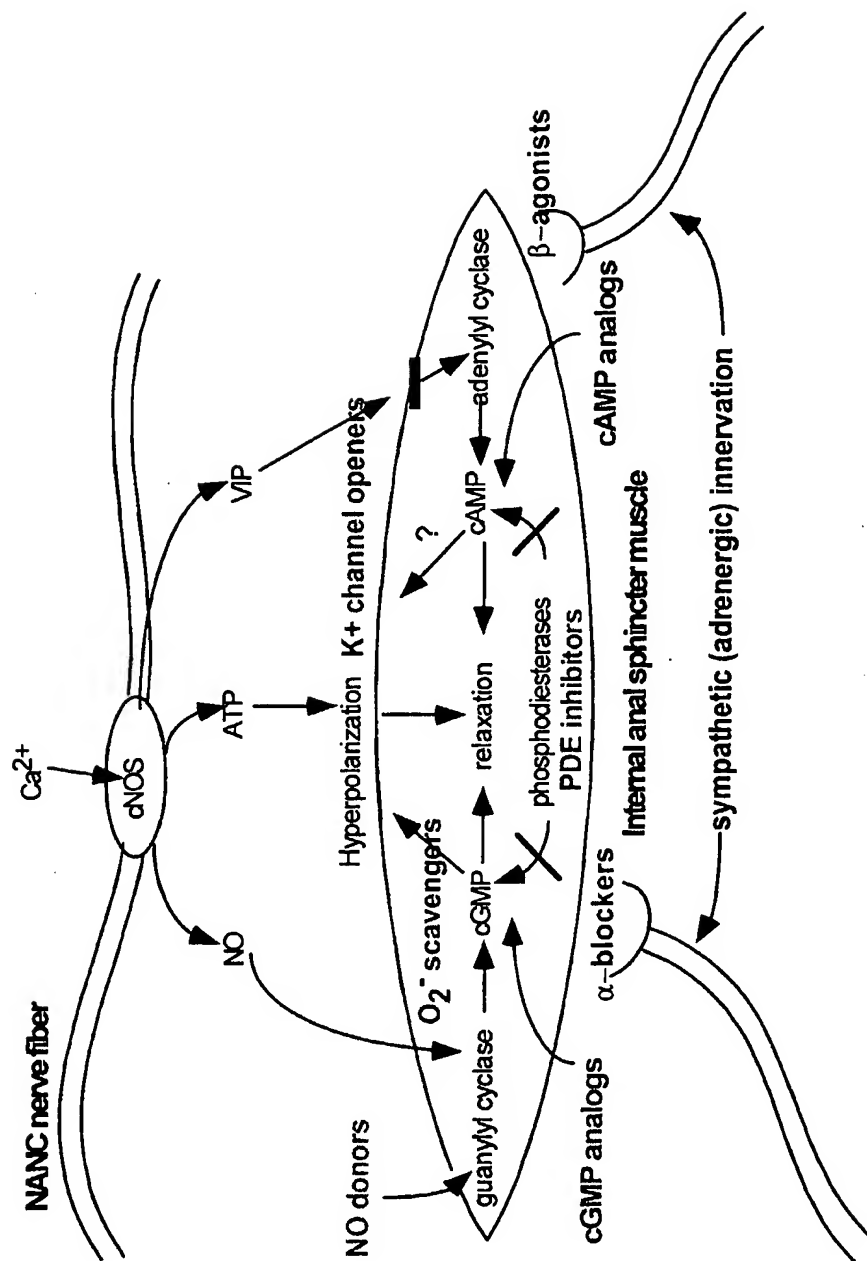 NANC nerve fiber
Ca2+
cNOS
NO
ATP
VIP
NO donors
Hyperpolarization
K+ channel openers
O2- scavengers
guanylyl cyclase
cGMP
relaxation
cAMP
?
adenylyl cyclase
phosphodiesterases
PDE inhibitors
cGMP analogs
Internal anal sphincter muscle
cAMP analogs
α-blockers
β-agonists
sympathetic (adrenergic) innervation